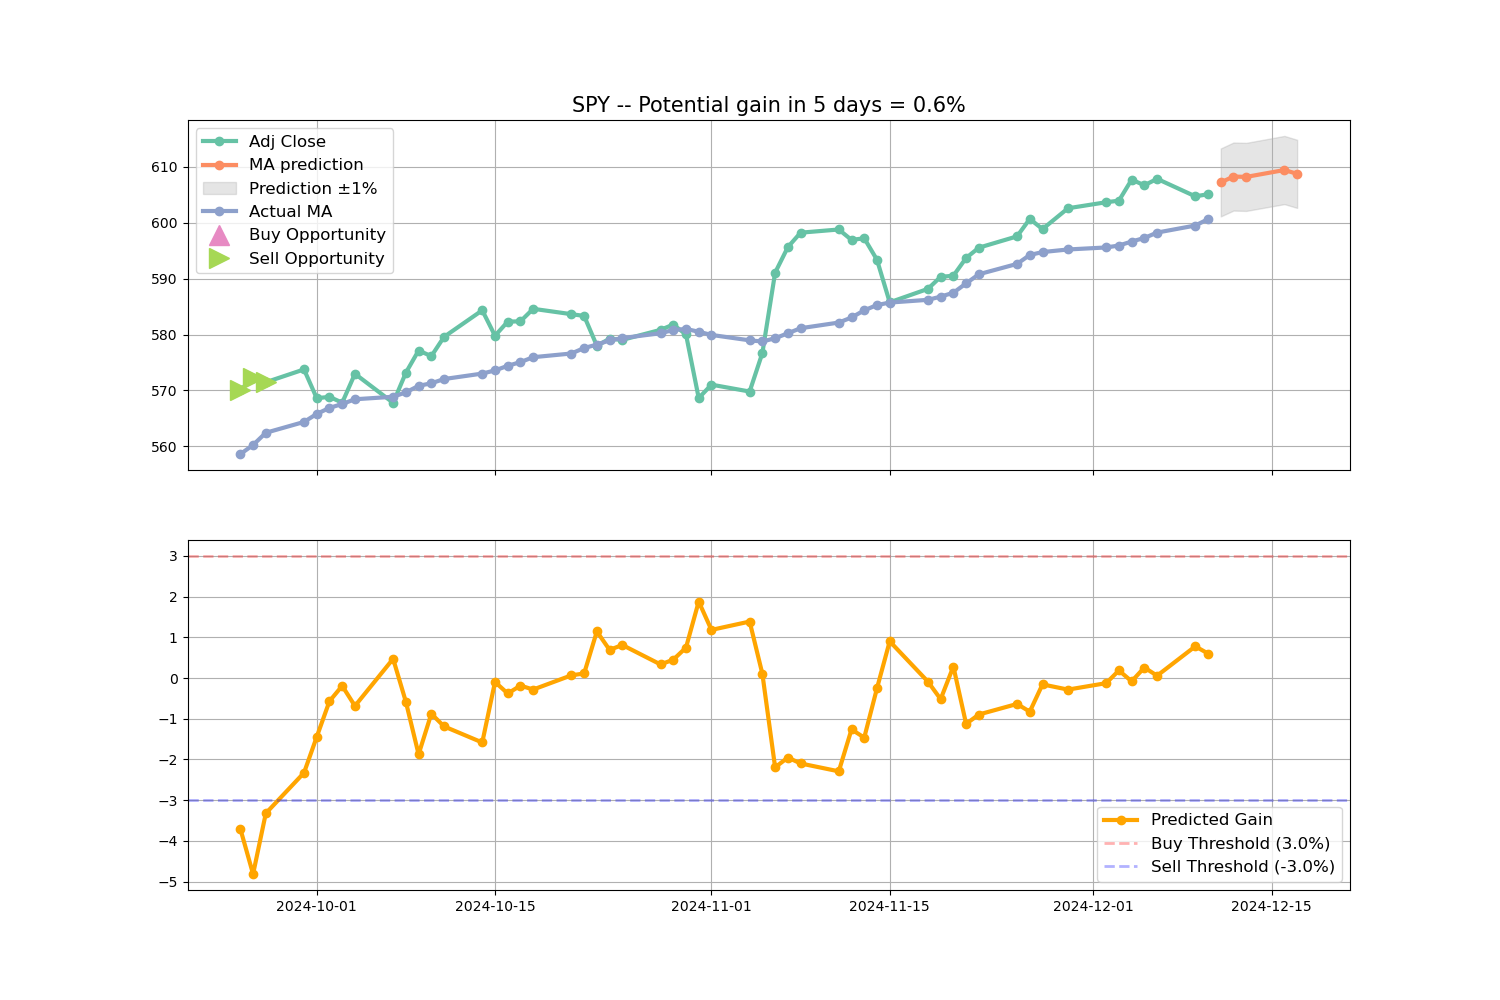 SPY -- Potential gain in 5 days = 0.6%
Adj Close
MA prediction
Prediction ±1%
Actual MA
Buy Opportunity
Sell Opportunity
610
600
590
580
570
560
3
2
1
0
−1
−2
−3
−4
−5
Predicted Gain
Buy Threshold (3.0%)
Sell Threshold (-3.0%)
2024-10-01 2024-10-15 2024-11-01 2024-11-15 2024-12-01 2024-12-15